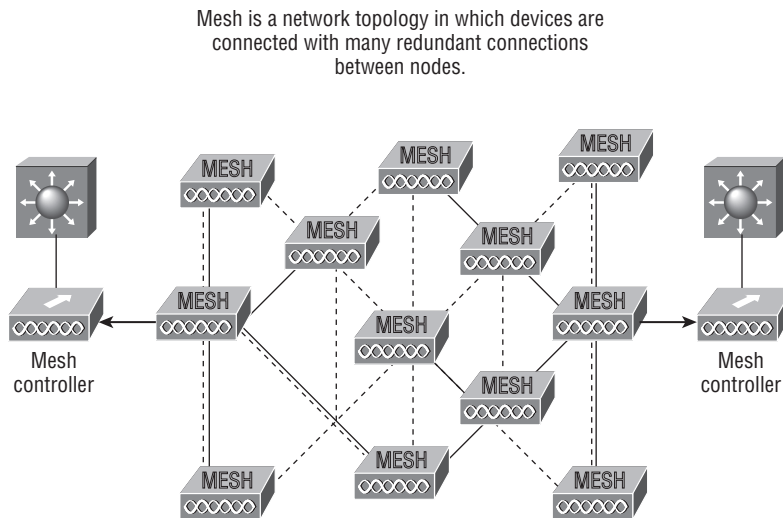 Mesh is a network topology in which devices are
connected with many redundant connections
between nodes.
MESH
MESH
MESH
MESH
MESH
MESH
MESH
MESH
Mesh
controller
Mesh
controller
MESH
MESH
MESH
MESH